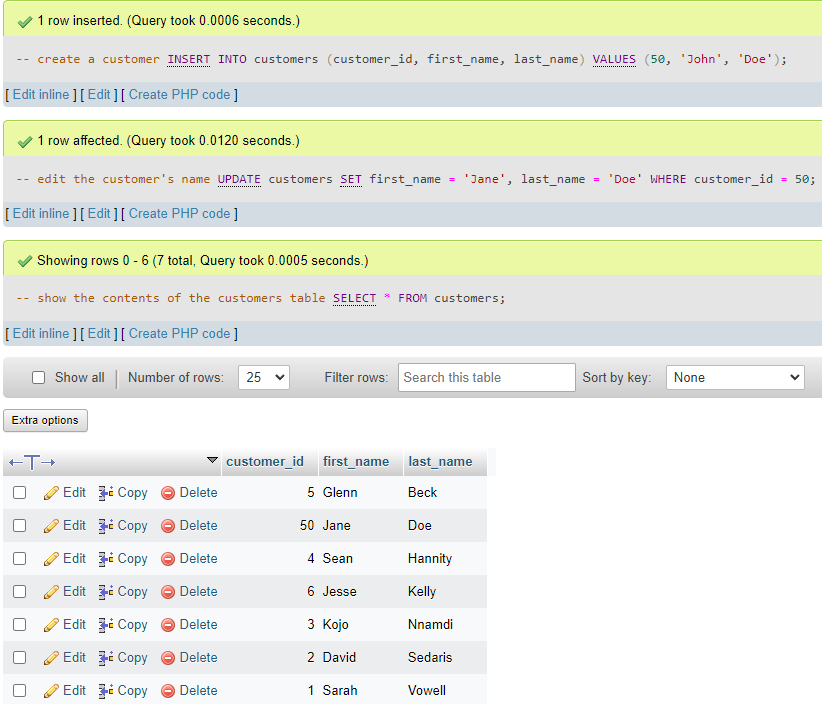 1 row inserted. (Query took 0.0006 seconds.)
-- create a customer INSERT INTO customers (customer_id, first_name, last_name) VALUES (50, 'John', 'Doe');
[ Edit inline ] [ Edit ] [ Create PHP code ]
1 row affected. (Query took 0.0120 seconds.)
-- edit the customer's name UPDATE customers SET first_name = 'Jane', last_name = 'Doe' WHERE customer_id = 50;
[ Edit inline ] [ Edit ] [ Create PHP code ]
Showing rows 0 - 6 (7 total, Query took 0.0005 seconds.)
-- show the contents of the customers table SELECT * FROM customers;
[ Edit inline ] [ Edit ] [ Create PHP code ]
Show all | Number of rows: 25 Filter rows: Search this table Sort by key: None
Extra options
←T→ customer_id first_name last_name
Edit Copy Delete 5 Glenn Beck
Edit Copy Delete 50 Jane Doe
Edit Copy Delete 4 Sean Hannity
Edit Copy Delete 6 Jesse Kelly
Edit Copy Delete 3 Kojo Nnamdi
Edit Copy Delete 2 David Sedaris
Edit Copy Delete 1 Sarah Vowell